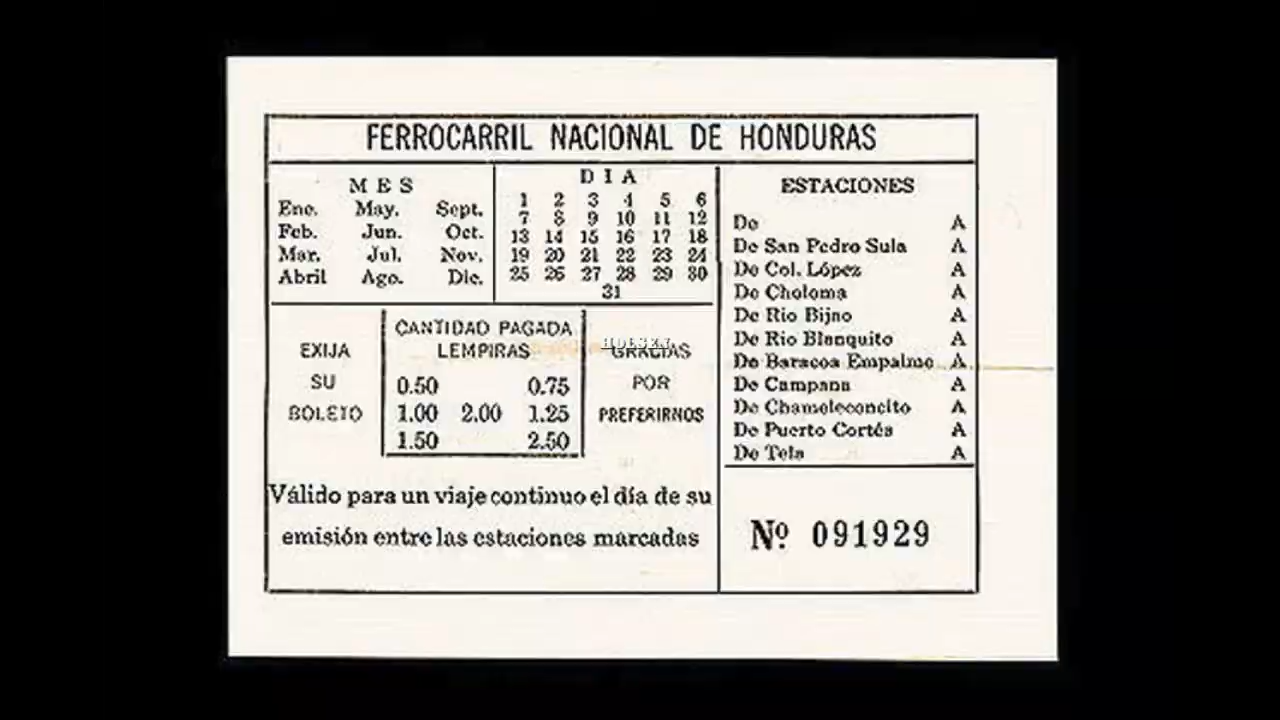 FERROCARRIL NACIONAL DE HONDURAS
MES
Ene. May. Sept.
Feb. Jun. Oct.
Mar. Jul. Nov.
Abril Ago. Dic.
DIA
1 2 3 4 5 6
7 8 9 10 11 12
13 14 15 16 17 18
19 20 21 22 23 24
25 26 27 28 29 30
31
EXIJA
SU
BOLETO
CANTIDAD PAGADA
LEMPIRAS
0.50 0.75
1.00 2.00 1.25
1.50 2.50
HOLSEN
GRACIAS
POR
PREFERIRNOS
Válido para un viaje continuo el día de su
emisión entre las estaciones marcadas
ESTACIONES
De A
De San Pedro Sula A
De Col. López A
De Choloma A
De Rio Bijao A
De Rio Blanquito A
De Baracoa Empalme A
De Campana A
De Chameleconcito A
De Puerto Cortés A
De Tela A
Nº 091929